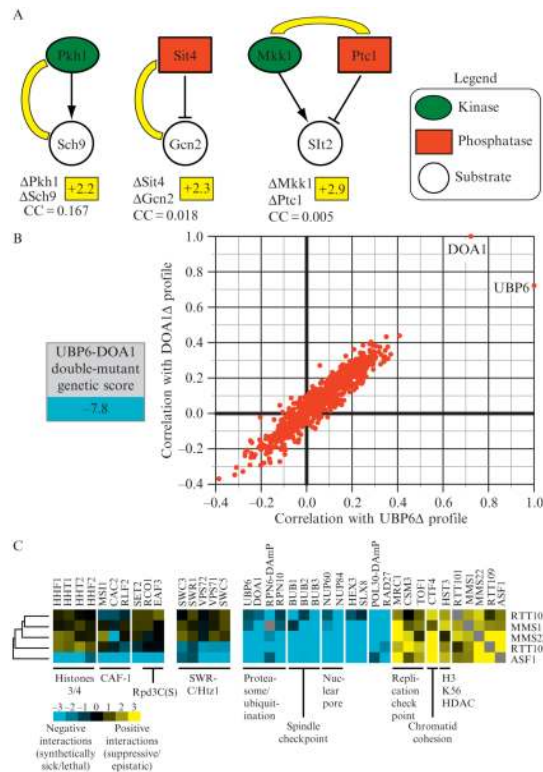 A
Pkh1
Sch9
ΔPkh1
ΔSch9
+2.2
CC = 0.167
Sit4
Gcn2
ΔSit4
ΔGcn2
+2.3
CC = 0.018
Mkk1
Ptc1
Slt2
ΔMkk1
ΔPtc1
+2.9
CC = 0.005
Legend
Kinase
Phosphatase
Substrate
B
UBP6-DOA1
double-mutant
genetic score
−7.8
Correlation with DOA1Δ profile
1.0
0.8
0.6
0.4
0.2
0.0
−0.2
−0.4
DOA1
UBP6
−0.4
−0.2
0.0
0.2
0.4
0.6
0.8
1.0
Correlation with UBP6Δ profile
C
HHF1
HHT1
HHT2
HHF2
MSI1
CAC2
RLF2
SET2
RCO1
EAF3
SWC3
SWR1
VPS72
VPS71
SWC5
UBP6
DOA1
RPN6-DAmP
RPN10
BUB1
BUB2
BUB3
NUP60
NUP84
HEX3
SLX8
POL30-DAmP
RAD27
MRC1
CSM3
TOF1
CTF4
HST3
RTT101
MMS1
MMS22
RTT109
ASF1
RTT10
MMS1
MMS2
RTT10
ASF1
Histones
3/4
CAF-1
Rpd3C(S)
SWR-
C/Htz1
Protea-
some/
ubiquit-
ination
Spindle
checkpoint
Nuc-
lear
pore
Repli-
cation
check
point
Chromatid
cohesion
H3
K56
HDAC
−3 −2 −1 0 1 2 3
Negative
interactions
(synthetically
sick/lethal)
Positive
interactions
(suppressive/
epistatic)